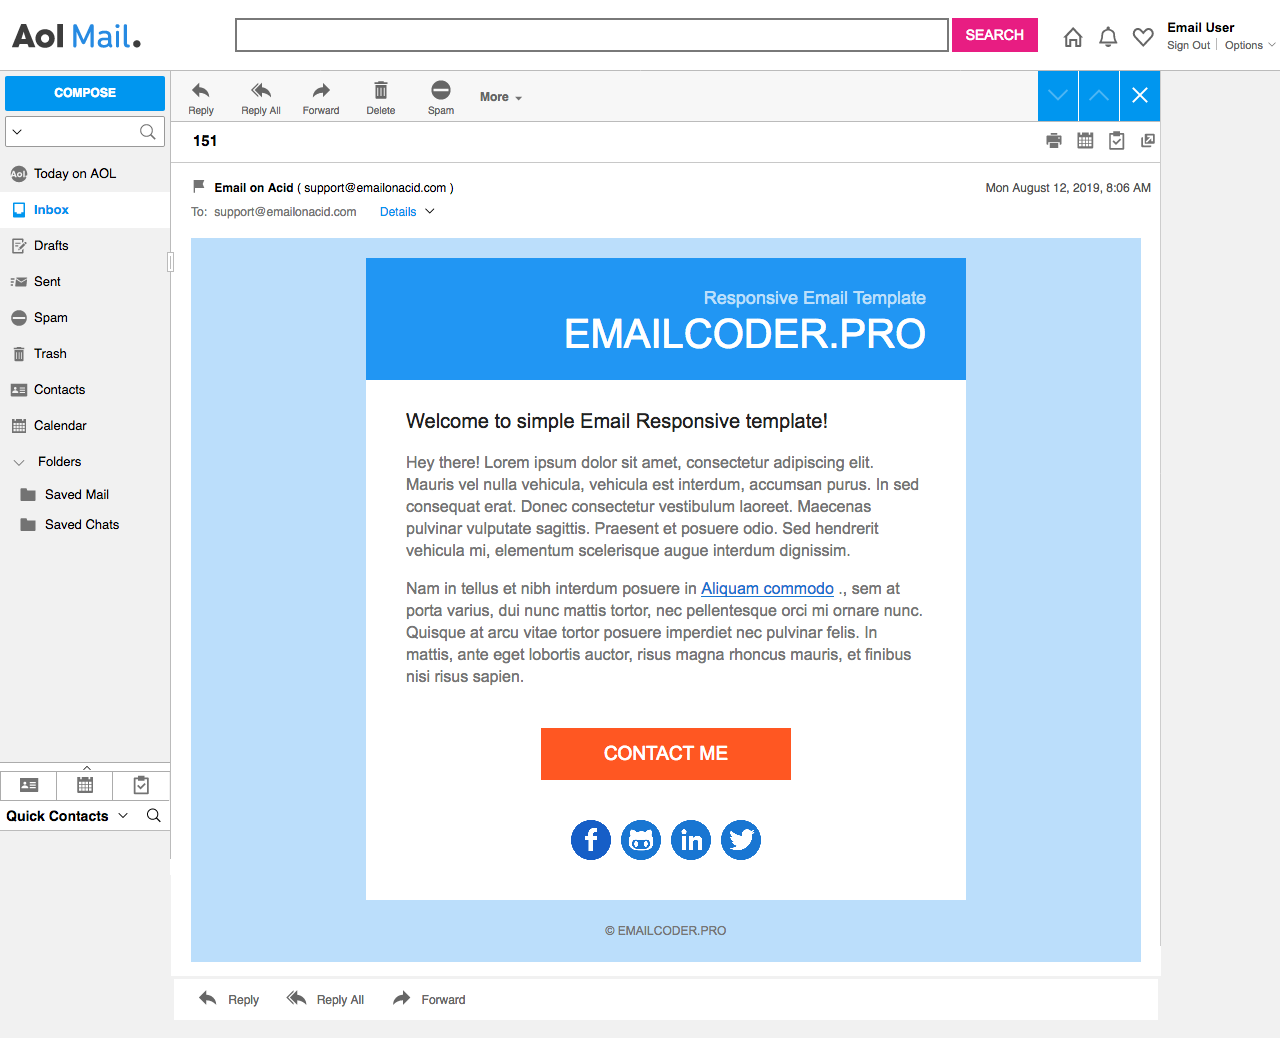 Aol Mail.
SEARCH
Email User
Sign Out Options
COMPOSE
Reply
Reply All
Forward
Delete
Spam
More
151
Aol. Today on AOL
Inbox
Drafts
Sent
Spam
Trash
Contacts
Calendar
Folders
Saved Mail
Saved Chats
Quick Contacts
Email on Acid ( support@emailonacid.com )
Mon August 12, 2019, 8:06 AM
To: support@emailonacid.com Details
Responsive Email Template
EMAILCODER.PRO
Welcome to simple Email Responsive template!
Hey there! Lorem ipsum dolor sit amet, consectetur adipiscing elit.
Mauris vel nulla vehicula, vehicula est interdum, accumsan purus. In sed
consequat erat. Donec consectetur vestibulum laoreet. Maecenas
pulvinar vulputate sagittis. Praesent et posuere odio. Sed hendrerit
vehicula mi, elementum scelerisque augue interdum dignissim.
Nam in tellus et nibh interdum posuere in Aliquam commodo ., sem at
porta varius, dui nunc mattis tortor, nec pellentesque orci mi ornare nunc.
Quisque at arcu vitae tortor posuere imperdiet nec pulvinar felis. In
mattis, ante eget lobortis auctor, risus magna rhoncus mauris, et finibus
nisi risus sapien.
CONTACT ME
f
in
© EMAILCODER.PRO
Reply
Reply All
Forward